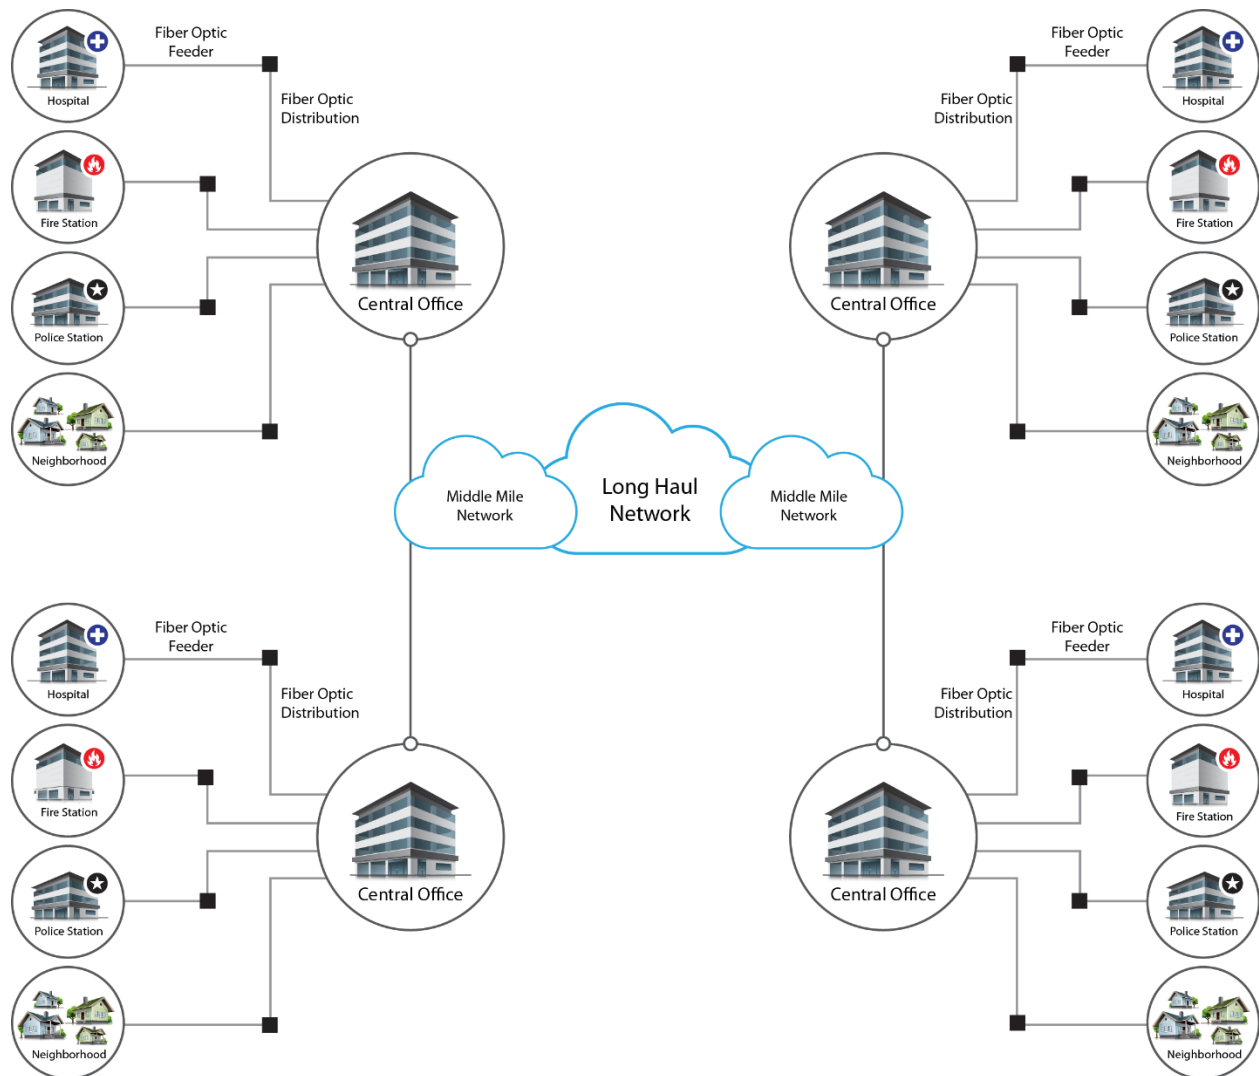 Fiber Optic
Feeder
Hospital
Fiber Optic
Distribution
Fire Station
Police Station
Neighborhood
Central Office
Fiber Optic
Feeder
Hospital
Fiber Optic
Distribution
Fire Station
Police Station
Neighborhood
Central Office
Middle Mile
Network
Long Haul
Network
Middle Mile
Network
Fiber Optic
Feeder
Hospital
Fiber Optic
Distribution
Fire Station
Police Station
Neighborhood
Central Office
Fiber Optic
Feeder
Hospital
Fiber Optic
Distribution
Fire Station
Police Station
Neighborhood
Central Office